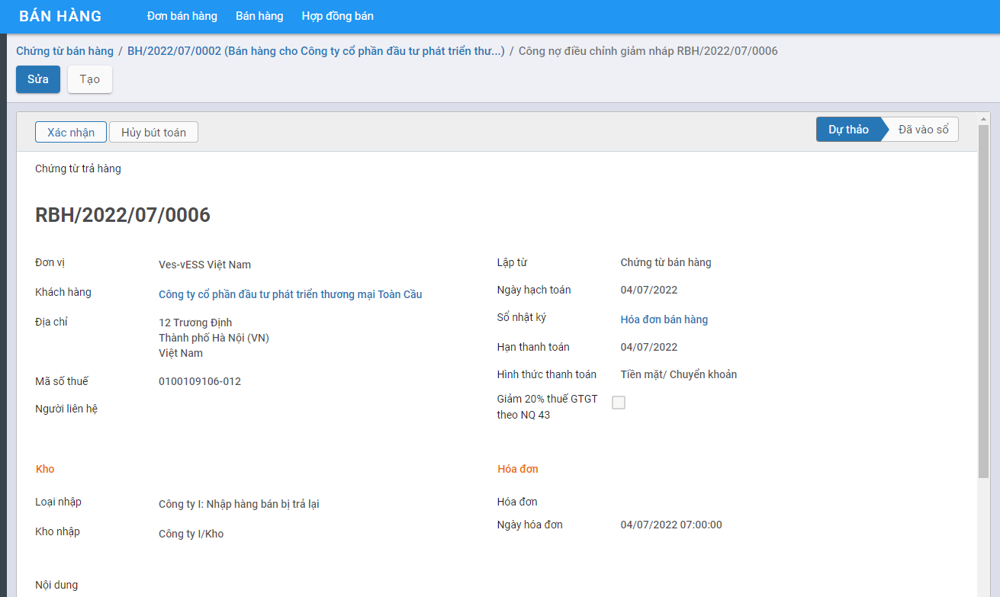 BÁN HÀNG Đơn bán hàng Bán hàng Hợp đồng bán
Chứng từ bán hàng / BH/2022/07/0002 (Bán hàng cho Công ty cổ phần đầu tư phát triển thư...) / Công nợ điều chỉnh giảm nháp RBH/2022/07/0006
Sửa Tạo
Xác nhận Hủy bút toán Dự thảo Đã vào sổ
Chứng từ trả hàng
RBH/2022/07/0006
Đơn vị Ves-vESS Việt Nam
Khách hàng Công ty cổ phần đầu tư phát triển thương mại Toàn Cầu
Địa chỉ 12 Trương Định
Thành phố Hà Nội (VN)
Việt Nam
Mã số thuế 0100109106-012
Người liên hệ
Lập từ Chứng từ bán hàng
Ngày hạch toán 04/07/2022
Sổ nhật ký Hóa đơn bán hàng
Hạn thanh toán 04/07/2022
Hình thức thanh toán Tiền mặt/ Chuyển khoản
Giảm 20% thuế GTGT
theo NQ 43
Kho
Loại nhập Công ty I: Nhập hàng bán bị trả lại
Kho nhập Công ty I/Kho
Hóa đơn
Hóa đơn
Ngày hóa đơn 04/07/2022 07:00:00
Nội dung